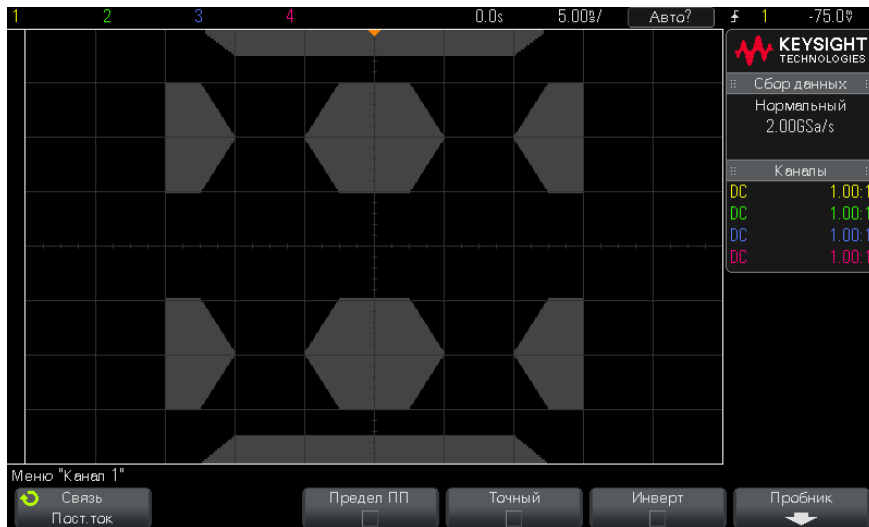 1 2 3 4 0.0s 5.00ⁿˢ/ Авто? 1 -75.0V
KEYSIGHT
TECHNOLOGIES
Сбор данных
Нормальный
2.00GSa/s
Каналы
DC 1.00:1
DC 1.00:1
DC 1.00:1
DC 1.00:1
Меню "Канал 1"
Связь
Пост.ток
Предел ПП
Точный
Инверт
Пробник